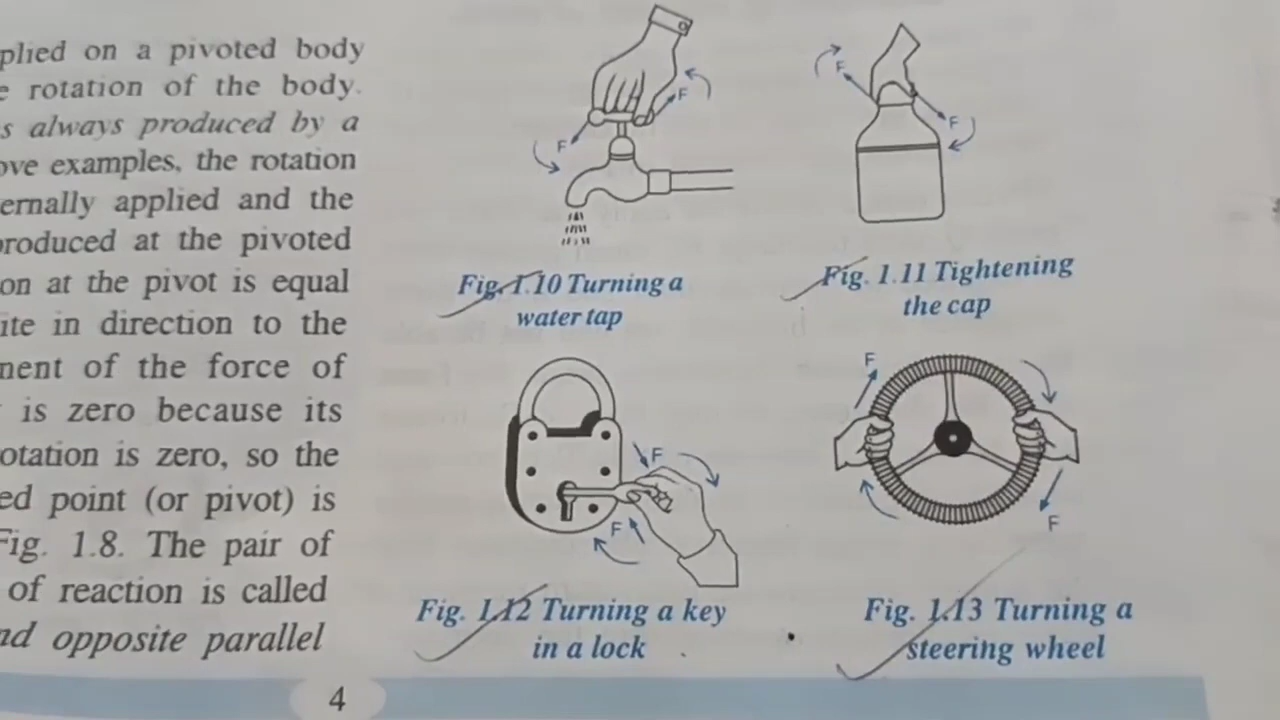 plied on a pivoted body
rotation of the body.
s always produced by a
ove examples, the rotation
ernally applied and the
produced at the pivoted
on at the pivot is equal
ite in direction to the
ment of the force of
is zero because its
otation is zero, so the
ed point (or pivot) is
Fig. 1.8. The pair of
of reaction is called
nd opposite parallel
4
F
F
Fig. 1.10 Turning a
water tap
F
F
Fig. 1.11 Tightening
the cap
F
F
Fig. 1.12 Turning a key
in a lock
F
F
Fig. 1.13 Turning a
steering wheel